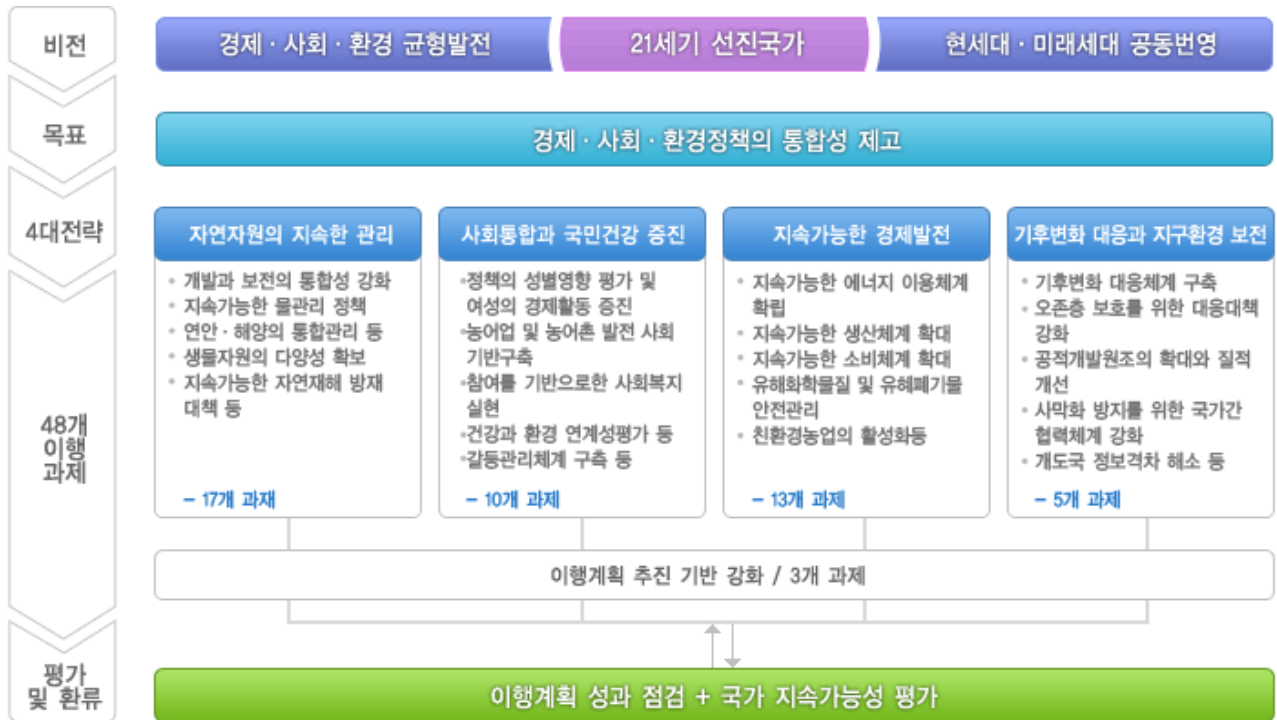 비전
경제 · 사회 · 환경 균형발전
21세기 선진국가
현세대 · 미래세대 공동번영
목표
경제 · 사회 · 환경정책의 통합성 제고
4대전략
자연자원의 지속한 관리
사회통합과 국민건강 증진
지속가능한 경제발전
기후변화 대응과 지구환경 보전
48개
이행
과제
• 개발과 보전의 통합성 강화
• 지속가능한 물관리 정책
• 연안 · 해양의 통합관리 등
• 생물자원의 다양성 확보
• 지속가능한 자연재해 방재
대책 등
– 17개 과재
•정책의 성별영향 평가 및
여성의 경제활동 증진
•농어업 및 농어촌 발전 사회
기반구축
•참여를 기반으로한 사회복지
실현
•건강과 환경 연계성평가 등
•갈등관리체계 구측 등
– 10개 과제
• 지속가능한 에너지 이용체계
확립
• 지속가능한 생산체계 확대
• 지속가능한 소비체계 확대
• 유해화학물질 및 유해폐기물
안전관리
• 친환경농업의 활성화등
– 13개 과제
• 기후변화 대응체계 구축
• 오존층 보호를 위한 대응대책
강화
• 공적개발원조의 확대와 질적
개선
• 사막화 방지를 위한 국가간
협력체계 강화
• 개도국 정보격차 해소 등
– 5개 과제
이행계획 추진 기반 강화 / 3개 과제
평가
및 환류
이행계획 성과 점검 + 국가 지속가능성 평가